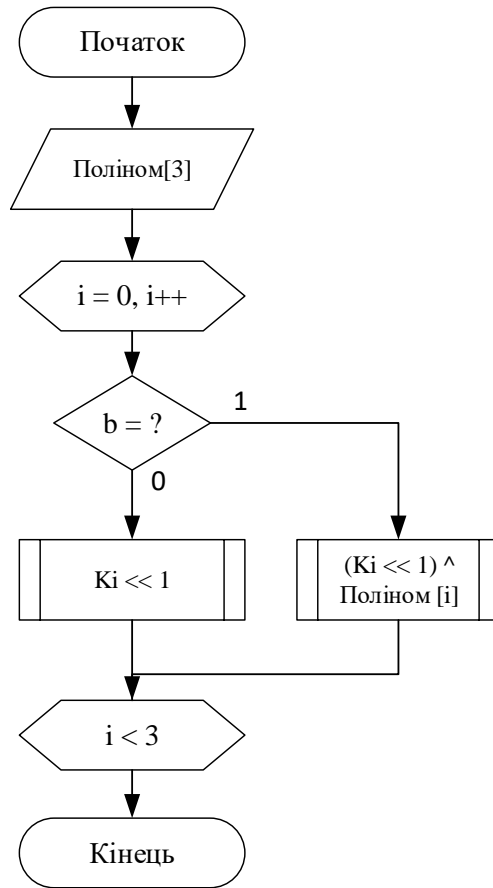 Початок
Поліном[3]
i = 0, i++
b = ?
1
0
Ki << 1
(Ki << 1) ^
Поліном [i]
i < 3
Кінець